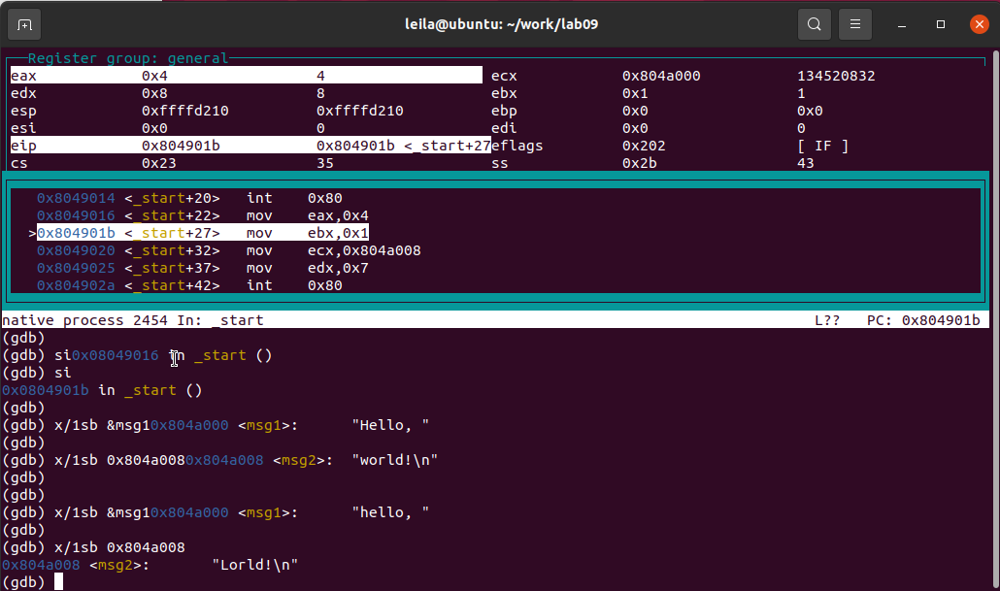 leila@ubuntu: ~/work/lab09
Register group: general
eax 0x4 4 ecx 0x804a000 134520832
edx 0x8 8 ebx 0x1 1
esp 0xffffd210 0xffffd210 ebp 0x0 0x0
esi 0x0 0 edi 0x0 0
eip 0x804901b 0x804901b <_start+27 eflags 0x202 [ IF ]
cs 0x23 35 ss 0x2b 43
0x8049014 <_start+20> int 0x80
0x8049016 <_start+22> mov eax,0x4
>0x804901b <_start+27> mov ebx,0x1
0x8049020 <_start+32> mov ecx,0x804a008
0x8049025 <_start+37> mov edx,0x7
0x804902a <_start+42> int 0x80
native process 2454 In: _start L?? PC: 0x804901b
(gdb)
(gdb) si0x08049016 in _start ()
(gdb) si
0x0804901b in _start ()
(gdb)
(gdb) x/1sb &msg10x804a000 <msg1>: "Hello, "
(gdb)
(gdb) x/1sb 0x804a0080x804a008 <msg2>: "world!\n"
(gdb)
(gdb)
(gdb) x/1sb &msg10x804a000 <msg1>: "hello, "
(gdb)
(gdb) x/1sb 0x804a008
0x804a008 <msg2>: "Lorld!\n"
(gdb)